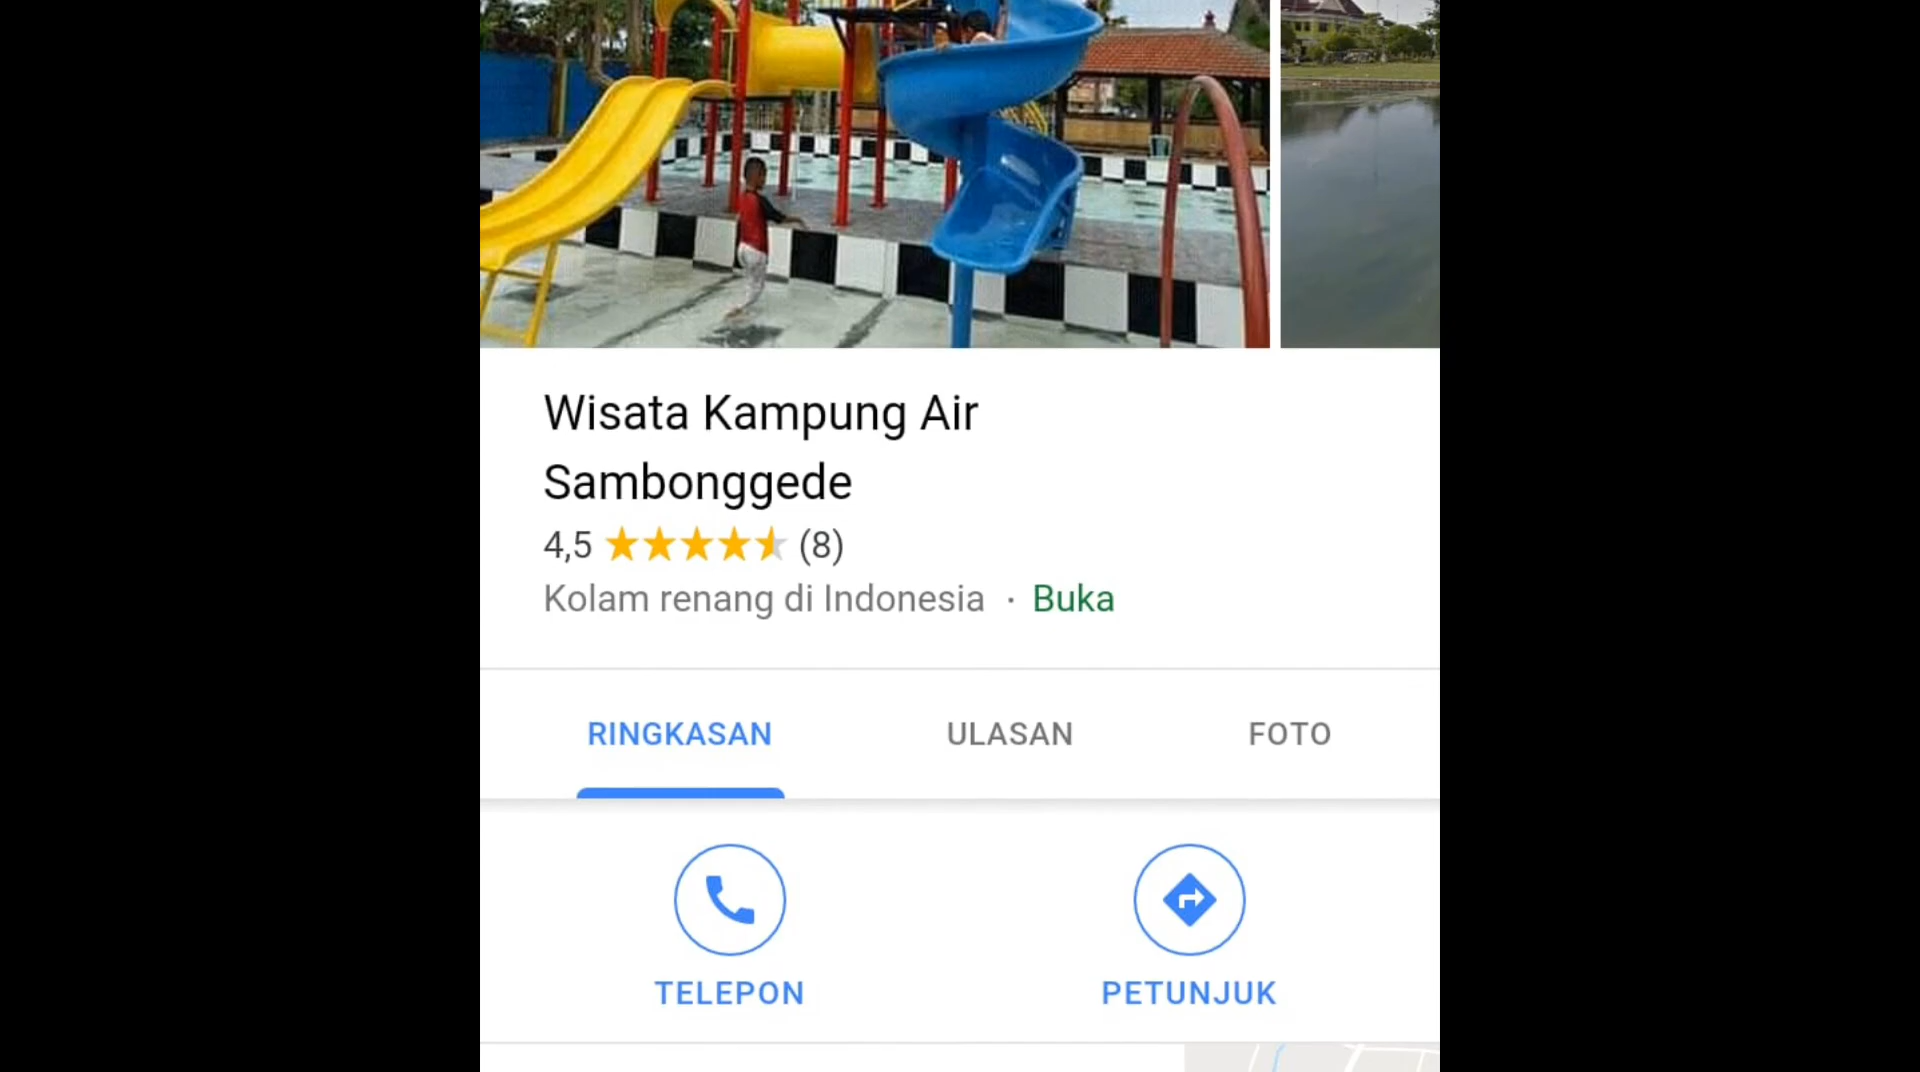 Wisata Kampung Air
Sambonggede
4,5 (8)
Kolam renang di Indonesia · Buka
RINGKASAN ULASAN FOTO
TELEPON PETUNJUK